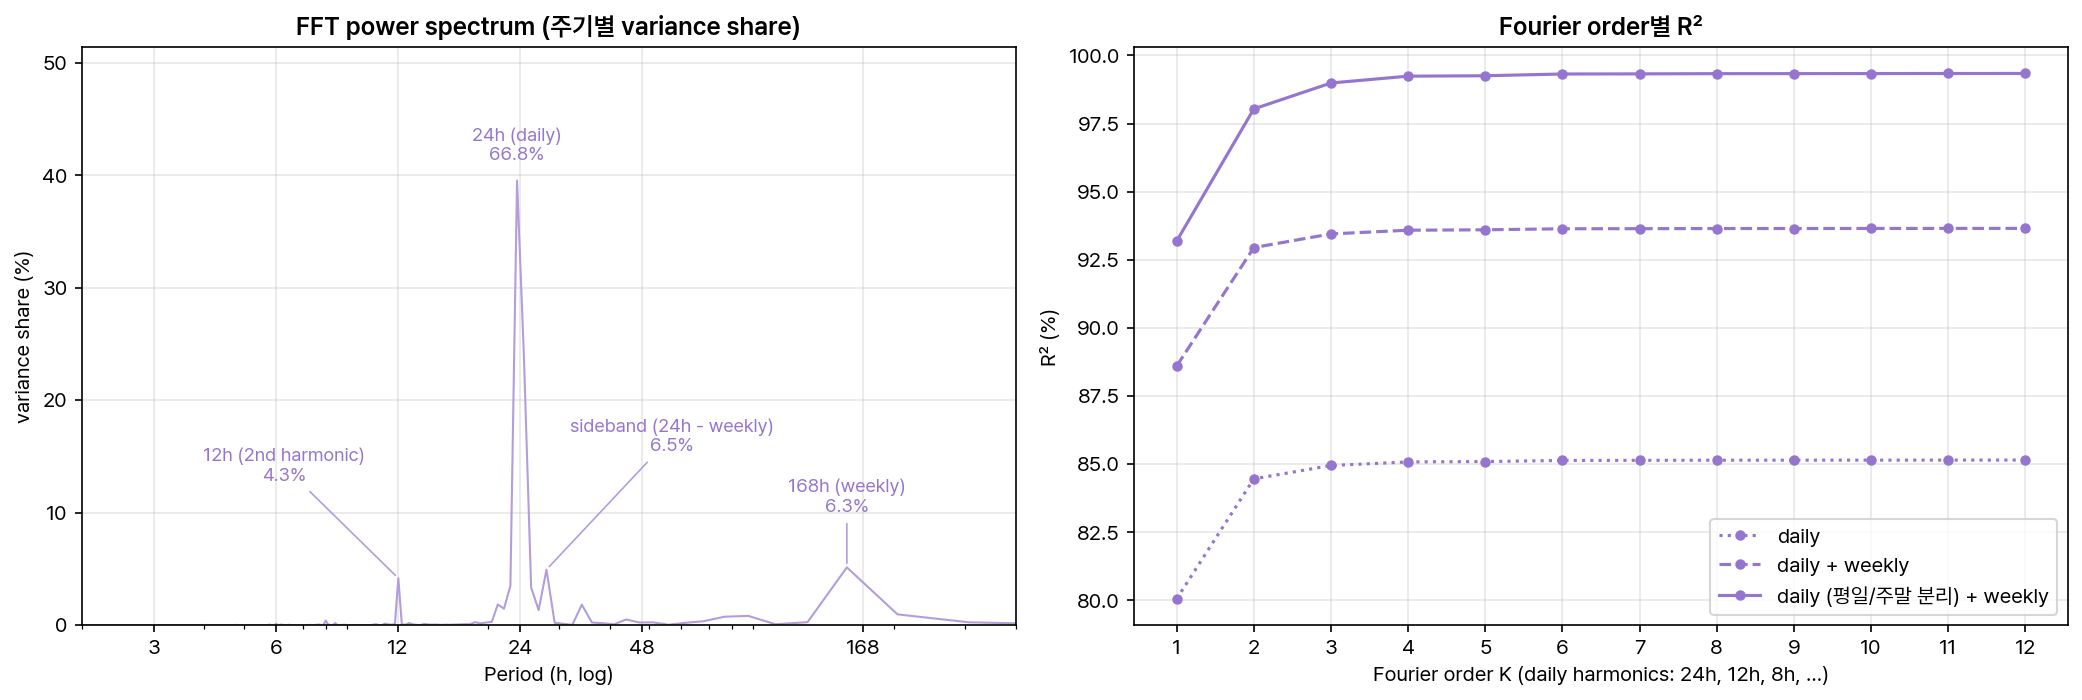 FFT power spectrum (주기별 variance share)
variance share (%)
50
40
30
20
10
0
24h (daily)
66.8%
sideband (24h - weekly)
6.5%
12h (2nd harmonic)
4.3%
168h (weekly)
6.3%
3 6 12 24 48 168
Period (h, log)
Fourier order별 R²
R² (%)
100.0
97.5
95.0
92.5
90.0
87.5
85.0
82.5
80.0
daily
daily + weekly
daily (평일/주말 분리) + weekly
1 2 3 4 5 6 7 8 9 10 11 12
Fourier order K (daily harmonics: 24h, 12h, 8h, ...)